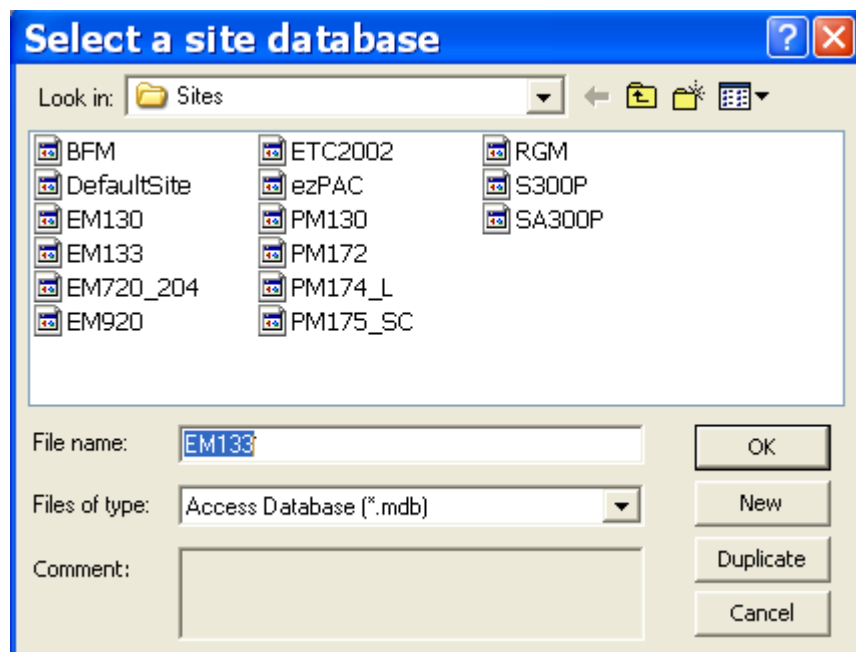 Select a site database
Look in: Sites
BFM ETC2002 RGM
DefaultSite ezPAC S300P
EM130 PM130 SA300P
EM133 PM172
EM720_204 PM174_L
EM920 PM175_SC
File name: EM133 OK
Files of type: Access Database (*.mdb) New
Comment: Duplicate
Cancel